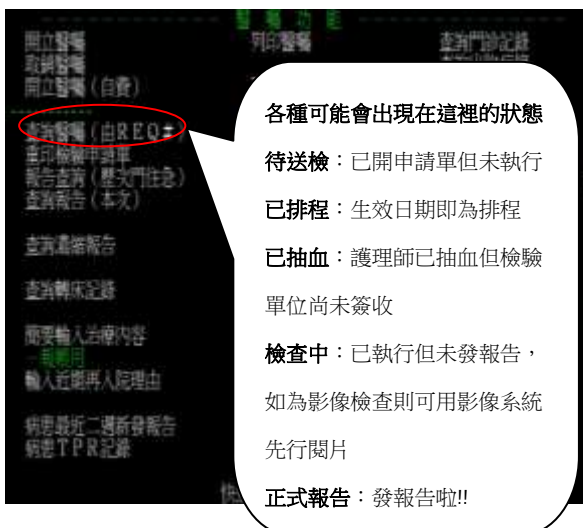 醫囑功能
開立醫囑
列印醫囑
查詢門診記錄
取銷醫囑
開立醫囑(自費)
查詢醫囑(由REQ#)
重印檢驗申請單
報告查詢(歷次門住急)
查詢報告(本次)
查詢濃縮報告
查詢轉床記錄
簡要輸入治療內容
輸入近期再入院理由
病患最近二週新發報告
病患TPR記錄
各種可能會出現在這裡的狀態
待送檢：已開申請單但未執行
已排程：生效日期即為排程
已抽血：護理師已抽血但檢驗
單位尚未簽收
檢查中：已執行但未發報告，
如為影像檢查則可用影像系統
先行閱片
正式報告：發報告啦!!